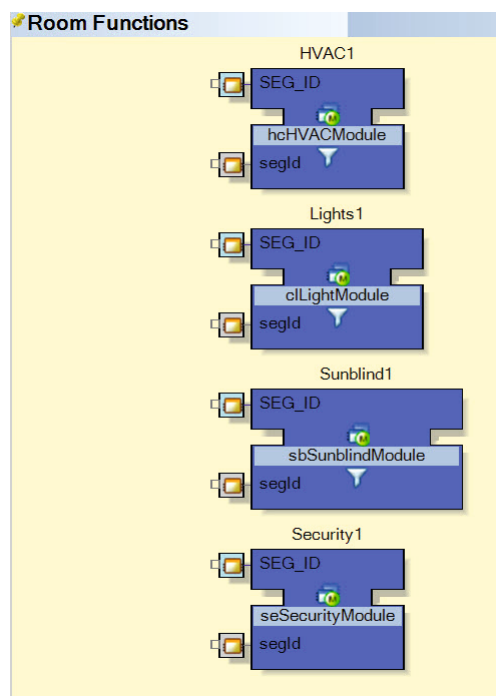 Room Functions
HVAC1
SEG_ID
M
hcHVACModule
segId
Lights1
SEG_ID
M
clLightModule
segId
Sunblind1
SEG_ID
M
sbSunblindModule
segId
Security1
SEG_ID
M
seSecurityModule
segId